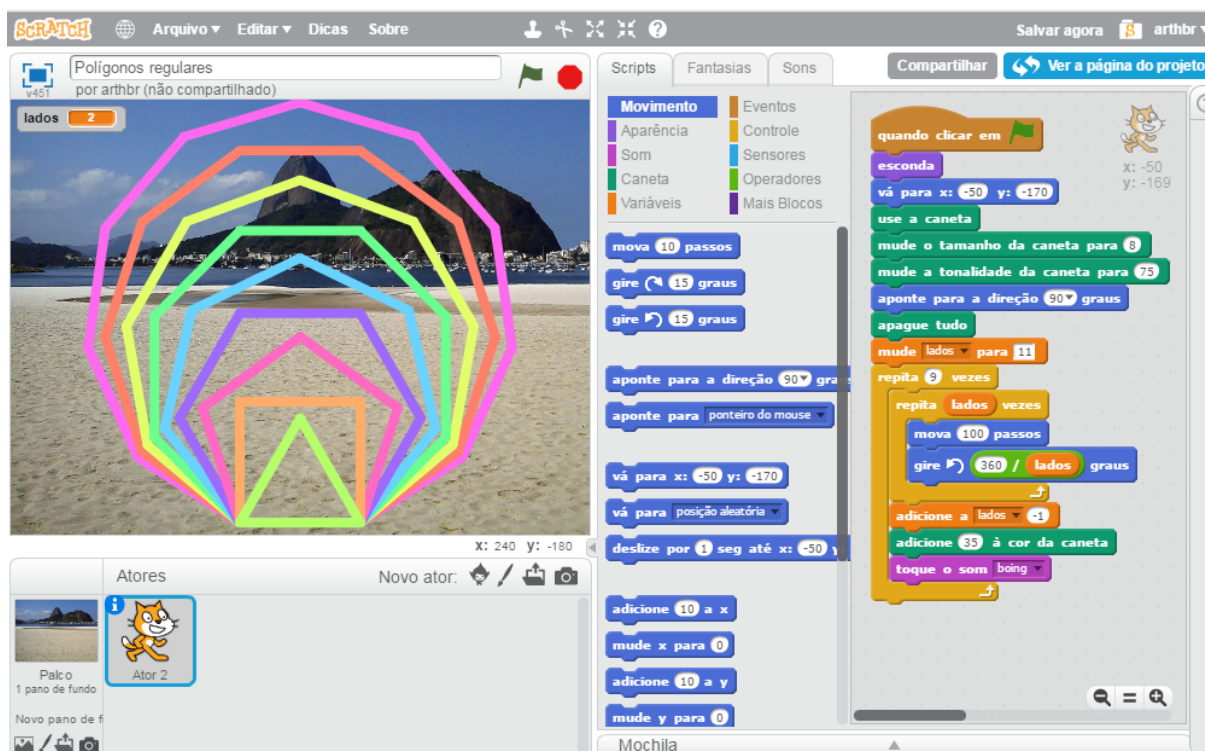 SCRATCH Arquivo▼ Editar▼ Dicas Sobre Salvar agora arthbr
v451
Polígonos regulares
por arthbr (não compartilhado)
lados 2
X: 240 y: -180
Atores
Novo ator:
Palco
1 pano de fundo
Novo pano de f
Ator 2
Scripts Fantasias Sons
Compartilhar
Ver a página do projeto
Movimento
Aparência
Som
Caneta
Variáveis
Eventos
Controle
Sensores
Operadores
Mais Blocos
mova 10 passos
gire 15 graus
gire 15 graus
aponte para a direção 90▼ grau
aponte para ponteiro do mouse
vá para x: -50 y: -170
vá para posição aleatória
deslize por 1 seg até x: -50 y
adicione 10 a x
mude x para 0
adicione 10 a y
mude y para 0
quando clicar em
esconda
vá para x: -50 y: -170
use a caneta
mude o tamanho da caneta para 8
mude a tonalidade da caneta para 75
aponte para a direção 90▼ graus
apague tudo
mude lados para 11
repita 9 vezes
repita lados vezes
mova 100 passos
gire 360 / lados graus
adicione a lados -1
adicione 35 à cor da caneta
toque o som boing
x: -50
y: -169
Mochila